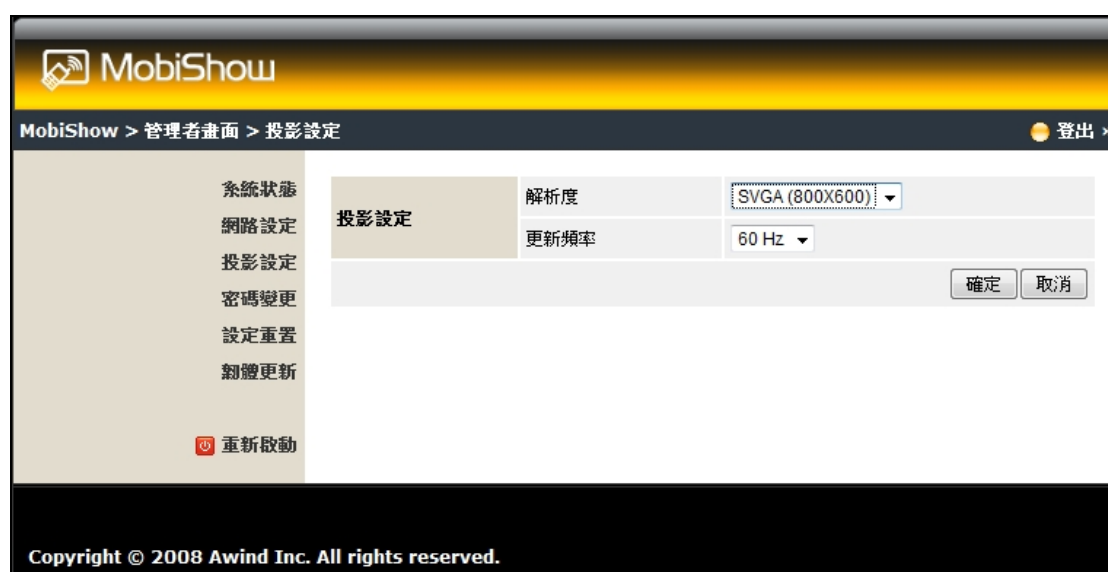 MobiShow
MobiShow > 管理者畫面 > 投影設定
登出 ›
系統狀態
網路設定
投影設定
密碼變更
設定重置
韌體更新
重新啟動
投影設定
解析度
SVGA (800X600)
更新頻率
60 Hz
確定
取消
Copyright © 2008 Awind Inc. All rights reserved.